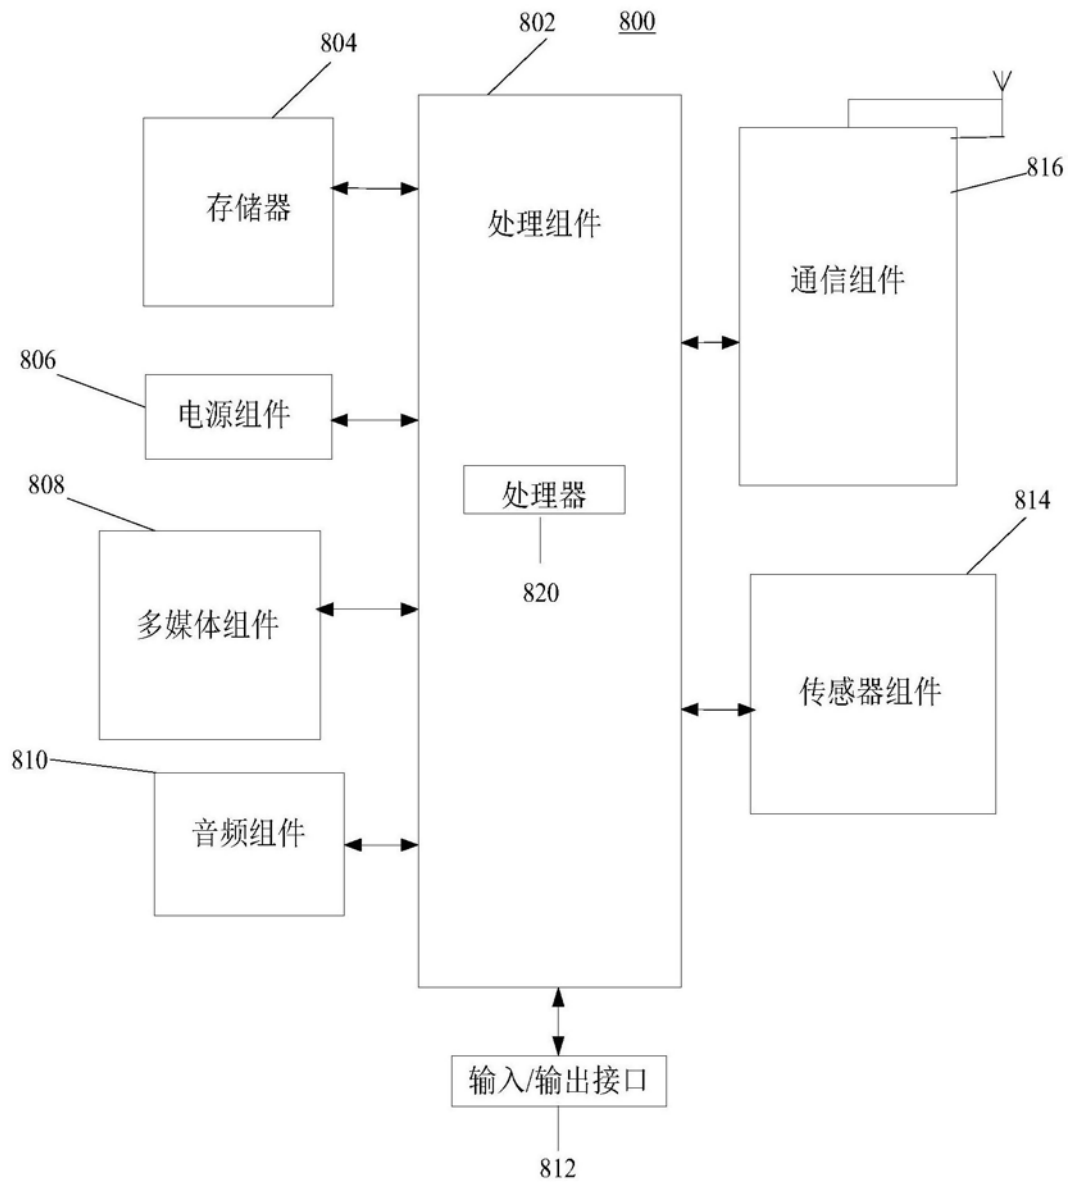 802
800
804
816
存储器
处理组件
通信组件
806
电源组件
808
处理器
814
820
多媒体组件
传感器组件
810
音频组件
输入/输出接口
812